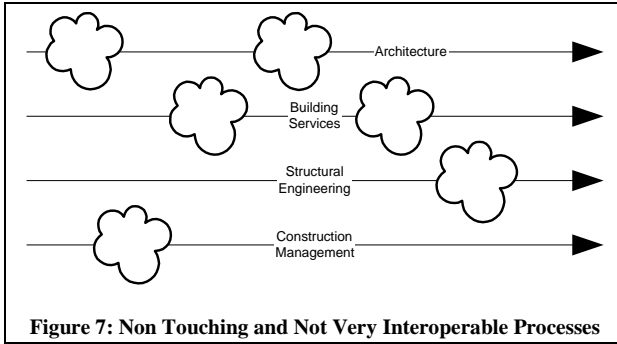 Architecture
Building
Services
Structural
Engineering
Construction
Management
Figure 7: Non Touching and Not Very Interoperable Processes